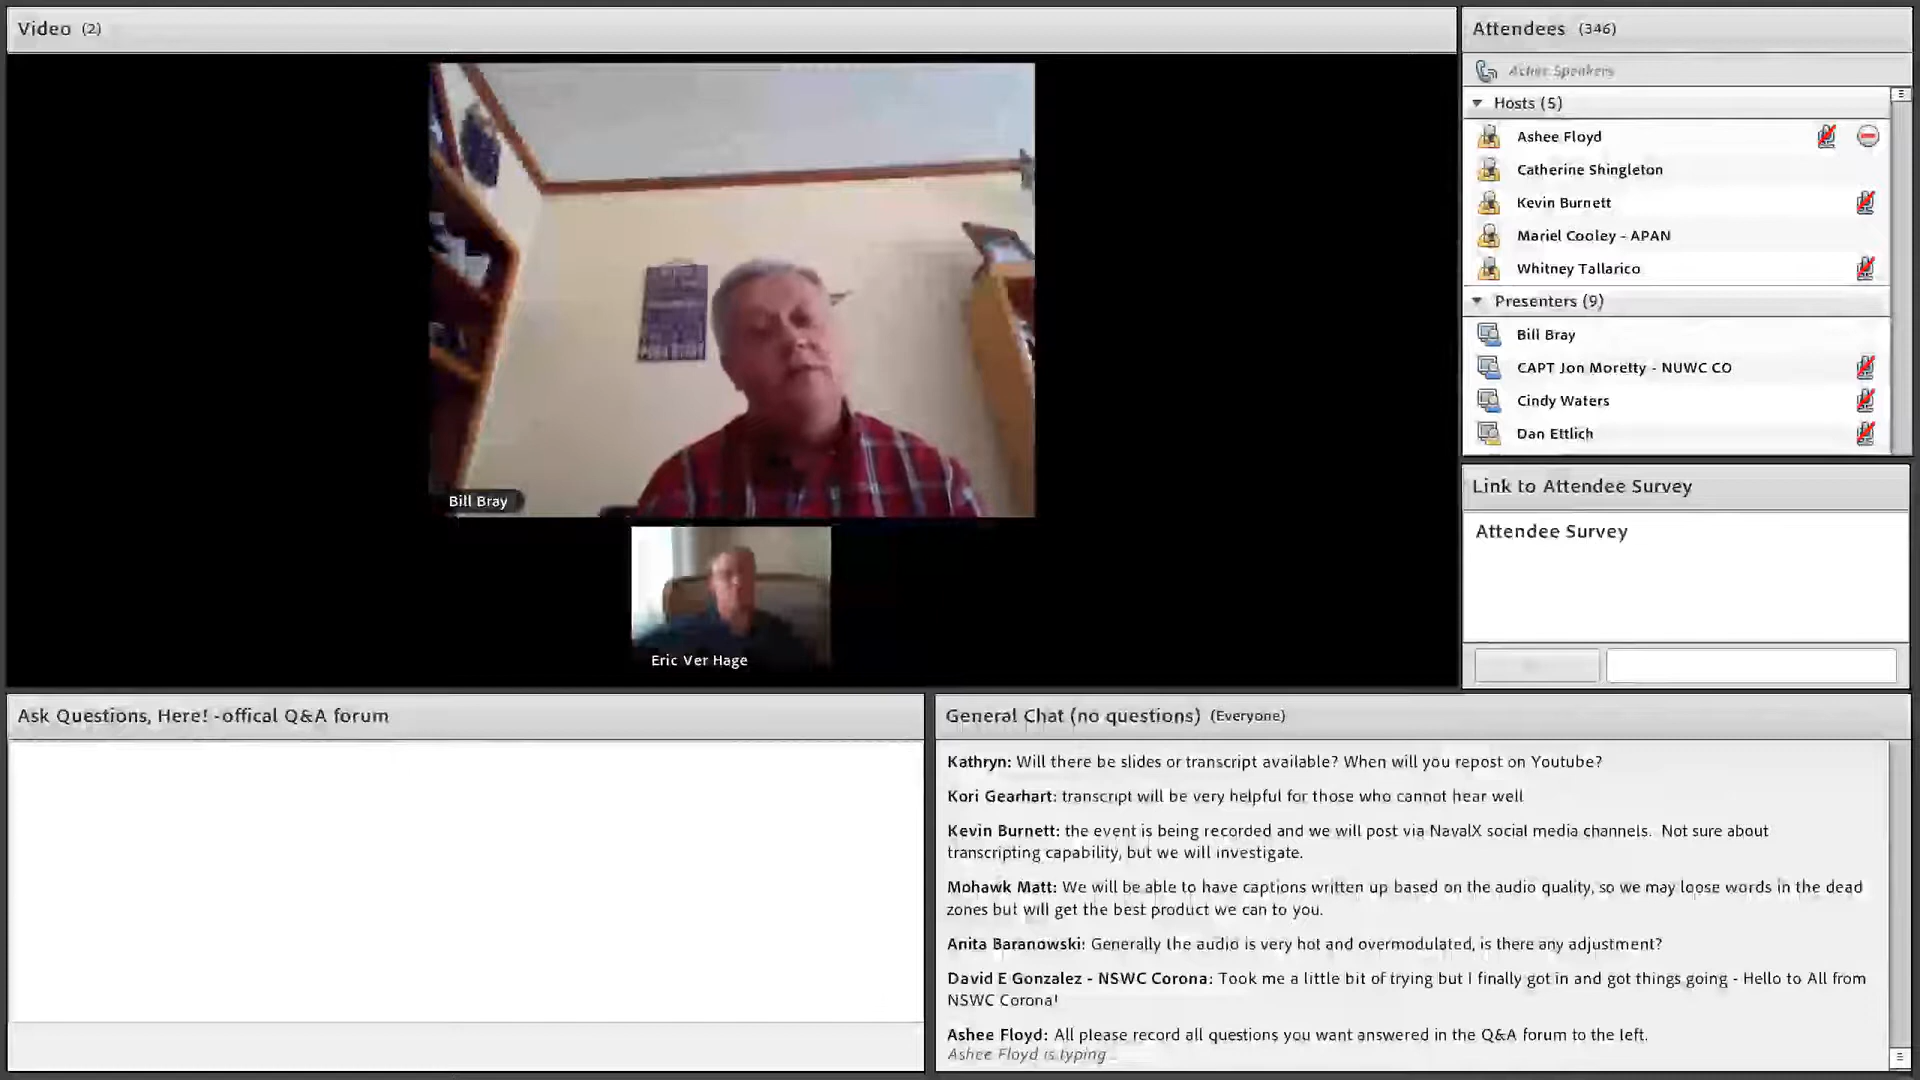 Video (2)
Bill Bray
Eric Ver Hage
Attendees (346)
Active Speakers
Hosts (5)
Ashee Floyd
Catherine Shingleton
Kevin Burnett
Mariel Cooley - APAN
Whitney Tallarico
Presenters (9)
Bill Bray
CAPT Jon Moretty - NUWC CO
Cindy Waters
Dan Ettlich
Link to Attendee Survey
Attendee Survey
Ask Questions, Here! -offical Q&A forum
General Chat (no questions) (Everyone)
Kathryn: Will there be slides or transcript available? When will you repost on Youtube?
Kori Gearhart: transcript will be very helpful for those who cannot hear well
Kevin Burnett: the event is being recorded and we will post via NavalX social media channels. Not sure about
transcripting capability, but we will investigate.
Mohawk Matt: We will be able to have captions written up based on the audio quality, so we may loose words in the dead
zones but will get the best product we can to you.
Anita Baranowski: Generally the audio is very hot and overmodulated, is there any adjustment?
David E Gonzalez - NSWC Corona: Took me a little bit of trying but I finally got in and got things going - Hello to All from
NSWC Corona!
Ashee Floyd: All please record all questions you want answered in the Q&A forum to the left.
Ashee Floyd is typing